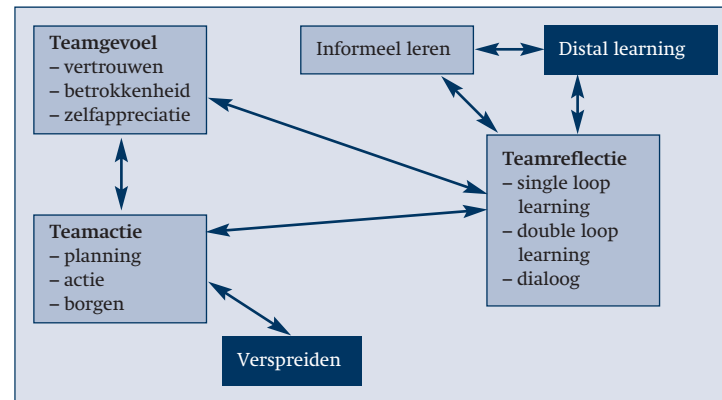 Teamgevoel
– vertrouwen
– betrokkenheid
– zelfappreciatie
Informeel leren
Distal learning
Teamreflectie
– single loop
learning
– double loop
learning
– dialoog
Teamactie
– planning
– actie
– borgen
Verspreiden